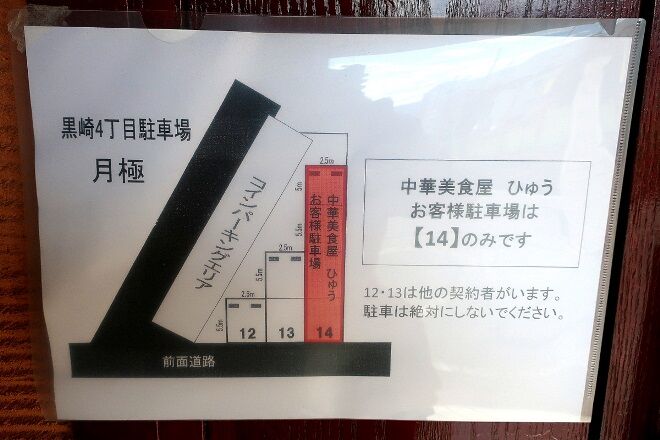 黒崎4丁目駐車場
月極
コインパーキングエリア
2.5m
5m
5.5m
中華美食屋 ひゅう
お客様駐車場
2.5m
5.5m
2.5m
5.0m
12
13
14
前面道路
中華美食屋 ひゅう
お客様駐車場は
【14】のみです
12・13は他の契約者がいます。
駐車は絶対にしないでください。